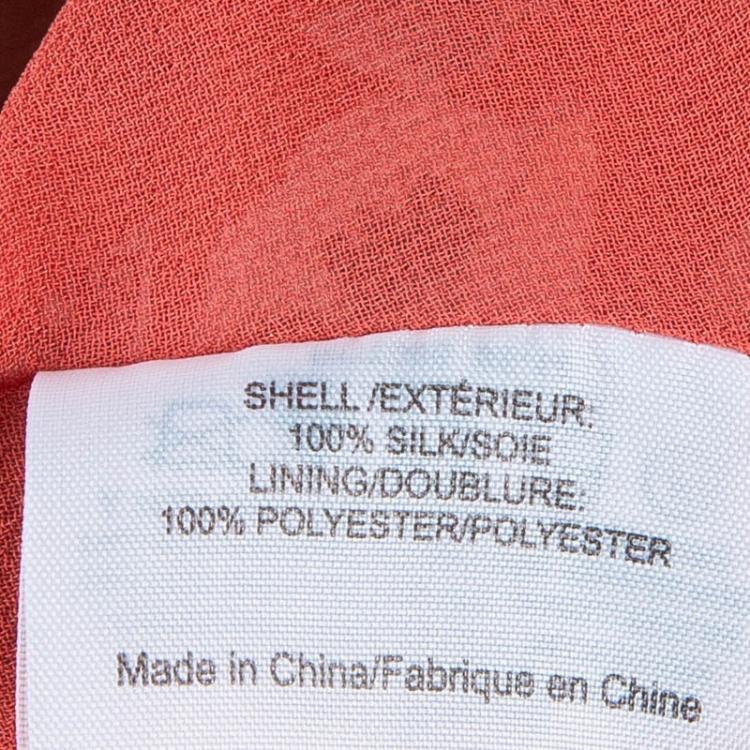 SHELL /EXTÉRIEUR:
100% SILK/SOIE
LINING/DOUBLURE:
100% POLYESTER/POLYESTER
Made in China/Fabrique en Chine